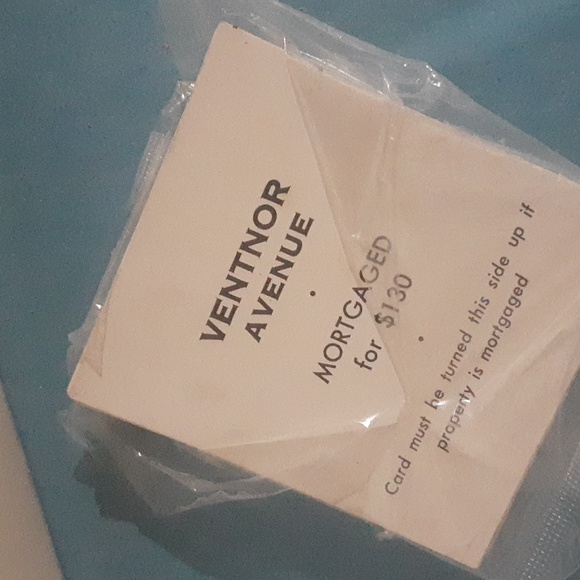 VENTNOR
AVENUE
MORTGAGED
for $130
Card must be turned this side up if
property is mortgaged